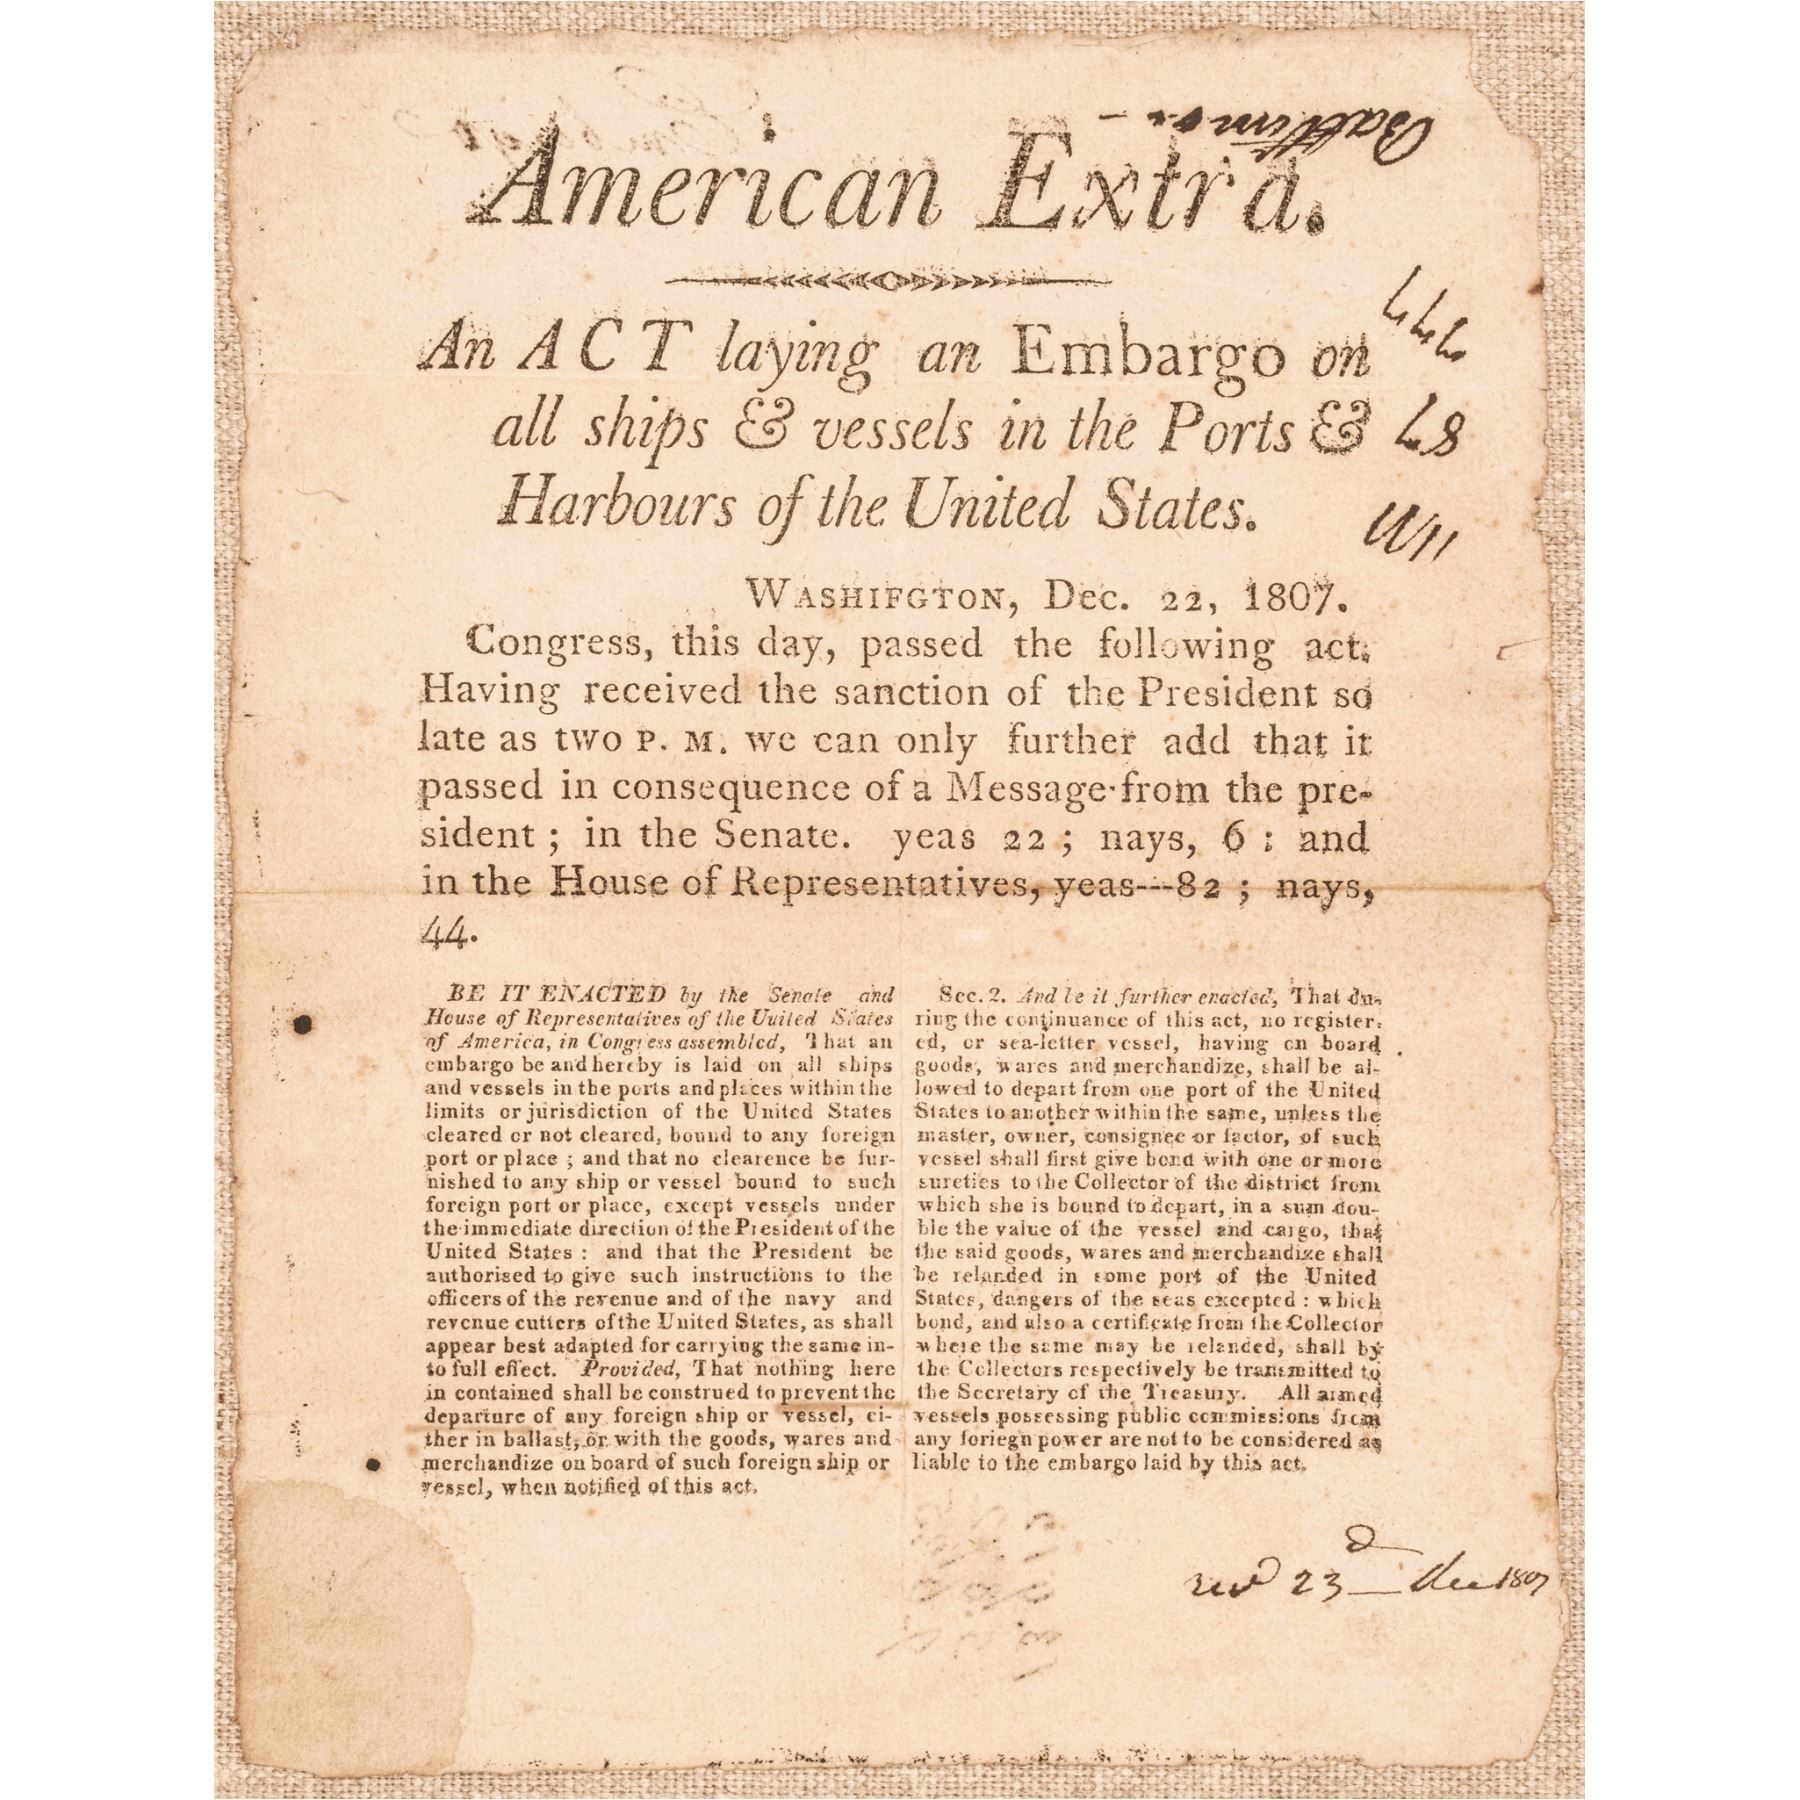 Baltimore
American Extra.
An ACT laying an Embargo on
all ships & vessels in the Ports &
Harbours of the United States.
WASHIFGTON, Dec. 22, 1807.
Congress, this day, passed the following act.
Having received the sanction of the President so
late as two P. M. we can only further add that it
passed in consequence of a Message from the pre-
sident ; in the Senate. yeas 22 ; nays, 6 : and
in the House of Representatives, yeas---82 ; nays,
44.
BE IT ENACTED by the Senate and
House of Representatives of the Uuited States
of America, in Congress assembled, That an
embargo be and hereby is laid on all ships
and vessels in the ports and places within the
limits or jurisdiction of the United States
cleared or not cleared, bound to any foreign
port or place ; and that no clearence be fur-
nished to any ship or vessel bound to such
foreign port or place, except vessels under
the immediate direction of the President of the
United States : and that the President be
authorised to give such instructions to the
officers of the revenue and of the navy and
revenue cutters of the United States, as shall
appear best adapted for carrying the same in-
to full effect. Provided, That nothing here
in contained shall be construed to prevent the
departure of any foreign ship or vessel, ei-
ther in ballast, or with the goods, wares and
merchandize on board of such foreign ship or
vessel, when notified of this act.
Sec. 2. And be it further enacted, That du-
ring the continuance of this act, no register-
ed, or sea-letter vessel, having on board
goods, wares and merchandize, shall be al-
lowed to depart from one port of the United
States to another within the same, unless the
master, owner, consignee or factor, of such
vessel shall first give bond with one or more
sureties to the Collector of the district from
which she is bound to depart, in a sum dou-
ble the value of the vessel and cargo, that
the said goods, wares and merchandize shall
be relanded in some port of the United
States, dangers of the seas excepted : which
bond, and also a certificate from the Collector
where the same may be relanded, shall by
the Collectors respectively be transmitted to
the Secretary of the Treasury. All armed
vessels possessing public commissions from
any foriegn power are not to be considered as
liable to the embargo laid by this act.
23d Dec 1807